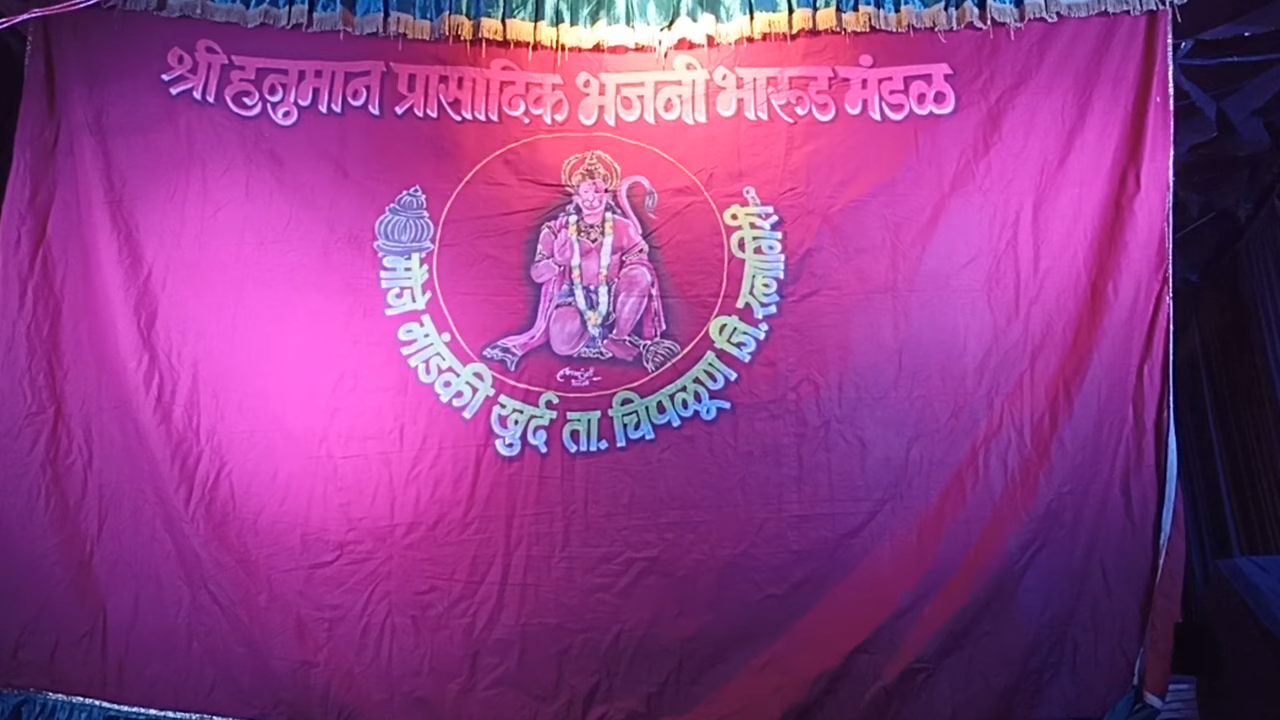 श्री हनुमान प्रासादिक भजनी भारूड मंडळ
मौजे मांडकी खुर्द ता. चिपळूण जि. रत्नागिरी